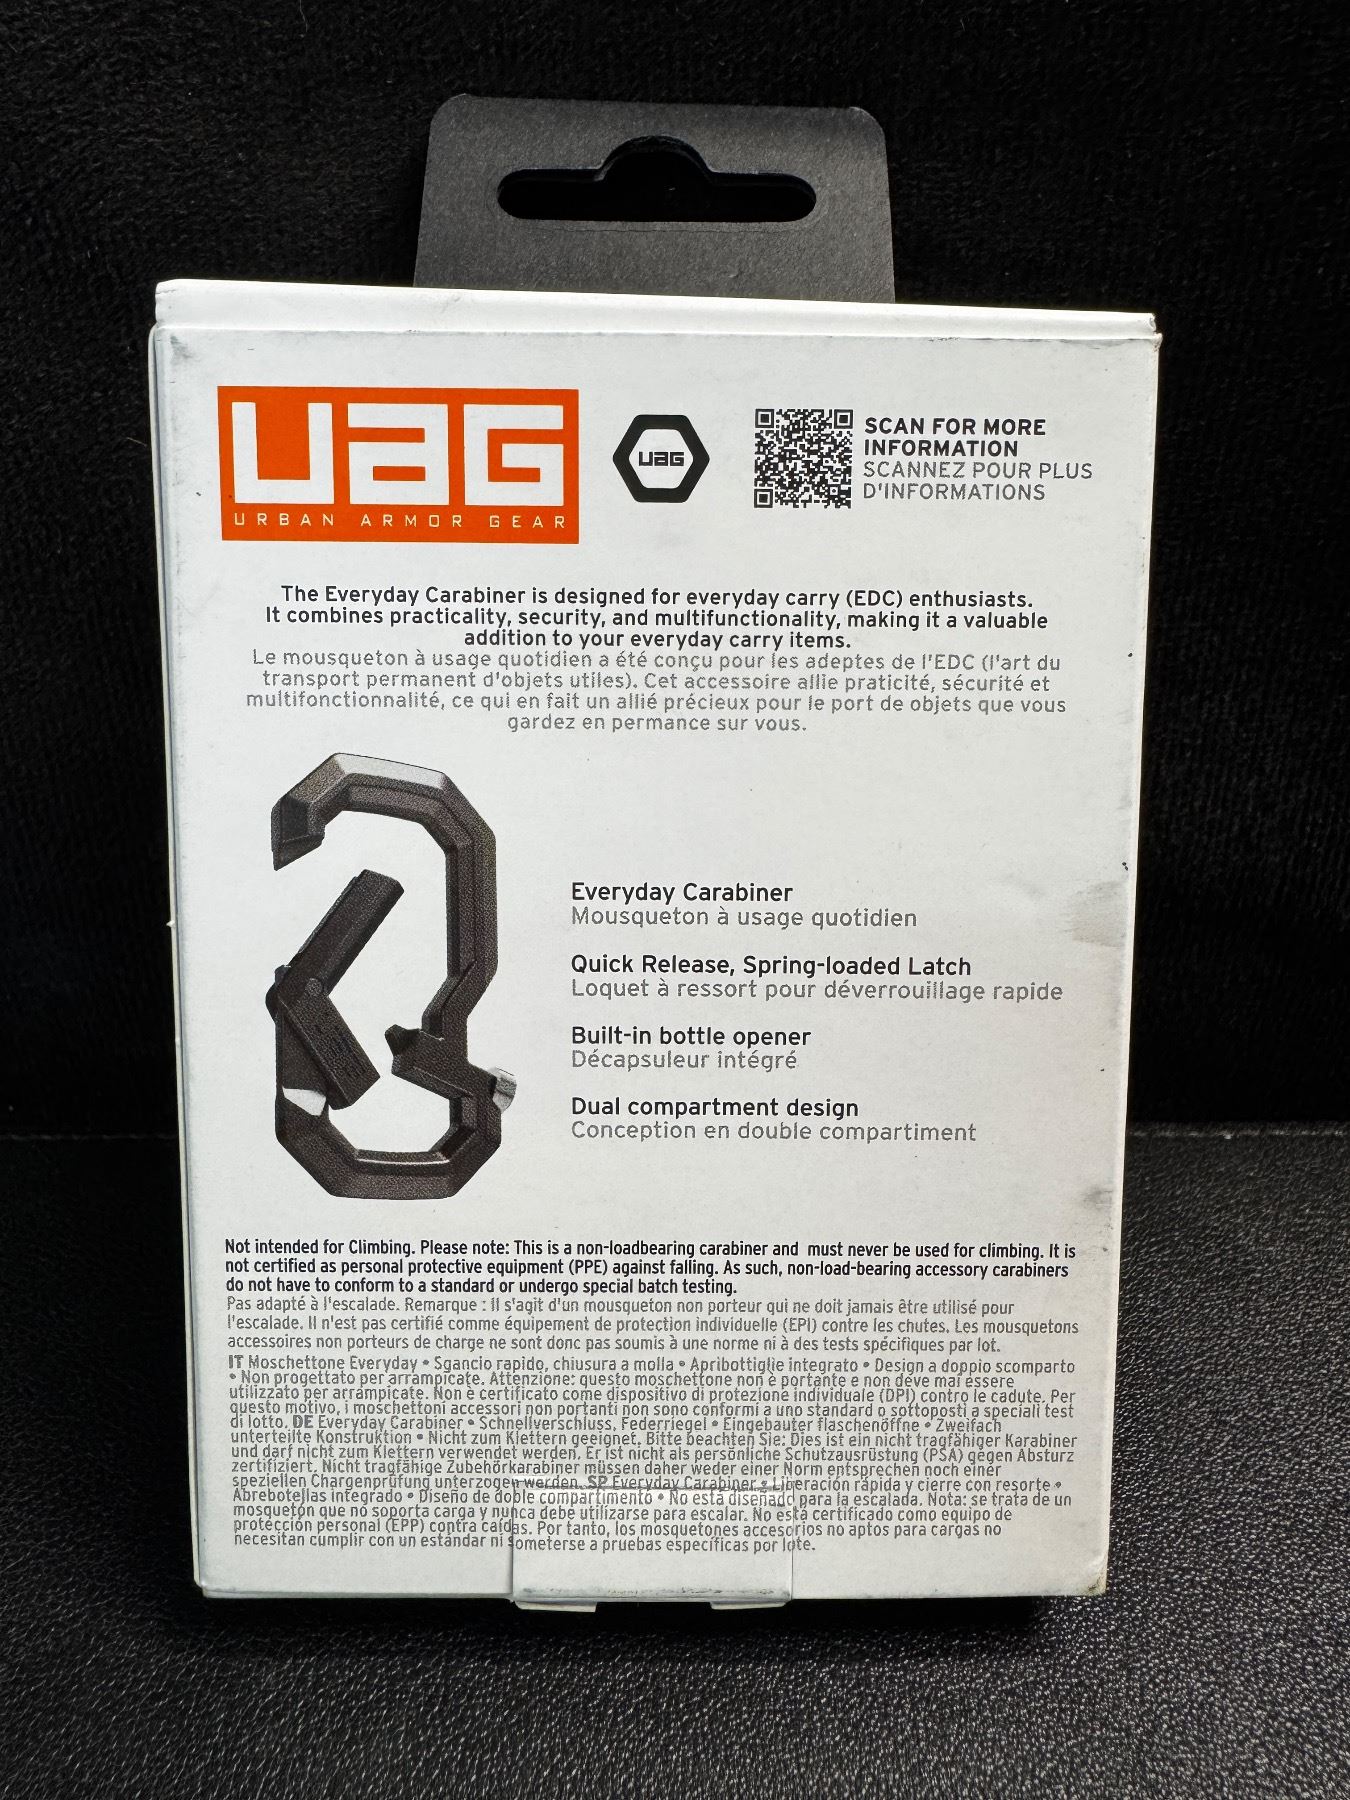 UAG
URBAN ARMOR GEAR
UAG
SCAN FOR MORE
INFORMATION
SCANNEZ POUR PLUS
D'INFORMATIONS
The Everyday Carabiner is designed for everyday carry (EDC) enthusiasts.
It combines practicality, security, and multifunctionality, making it a valuable
addition to your everyday carry items.
Le mousqueton à usage quotidien a été conçu pour les adeptes de l'EDC (l'art du
transport permanent d'objets utiles). Cet accessoire allie praticité, sécurité et
multifonctionnalité, ce qui en fait un allié précieux pour le port de objets que vous
gardez en permance sur vous.
Everyday Carabiner
Mousqueton à usage quotidien
Quick Release, Spring-loaded Latch
Loquet à ressort pour déverrouillage rapide
Built-in bottle opener
Décapsuleur intégré
Dual compartment design
Conception en double compartiment
Not intended for Climbing. Please note: This is a non-loadbearing carabiner and must never be used for climbing. It is
not certified as personal protective equipment (PPE) against falling. As such, non-load-bearing accessory carabiners
do not have to conform to a standard or undergo special batch testing.
Pas adapté à l'escalade. Remarque : Il s'agit d'un mousqueton non porteur qui ne doit jamais être utilisé pour
l'escalade. Il n'est pas certifié comme équipement de protection individuelle (EPI) contre les chutes. Les mousquetons
accessoires non porteurs de charge ne sont donc pas soumis à une norme ni à des tests spécifiques par lot.
IT Moschettone Everyday • Sgancio rapido, chiusura a molla • Apribottiglie integrato • Design a doppio scomparto
• Non progettato per arrampicate. Attenzione: questo moschettone non è portante e non deve mai essere
utilizzato per arrampicate. Non è certificato come dispositivo di protezione individuale (DPI) contro le cadute. Per
questo motivo, i moschettoni accessori non portanti non sono conformi a uno standard o sottoposti a speciali test
di lotto. DE Everyday Carabiner • Schnellverschluss, Federriegel • Eingebauter flaschenöffne • Zweifach
unterteilte Konstruktion • Nicht zum Klettern geeignet. Bitte beachten Sie: Dies ist ein nicht tragfähiger Karabiner
und darf nicht zum Klettern verwendet werden. Er ist nicht als persönliche Schutzausrüstung (PSA) gegen Absturz
zertifiziert. Nicht tragfähige Zubehörkarabiner müssen daher weder einer Norm entsprechen noch einer
speziellen Chargenprüfung unterzogen werden. SP Everyday Carabiner • Liberación rápida y cierre con resorte •
Abrebotellas integrado • Diseño de doble compartimento • No está diseñado para la escalada. Nota: se trata de un
mosquetón que no soporta carga y nunca debe utilizarse para escalar. No está certificado como equipo de
protección personal (EPP) contra caídas. Por tanto, los mosquetones accesorios no aptos para cargas no
necesitan cumplir con un estándar ni someterse a pruebas específicas por lote.